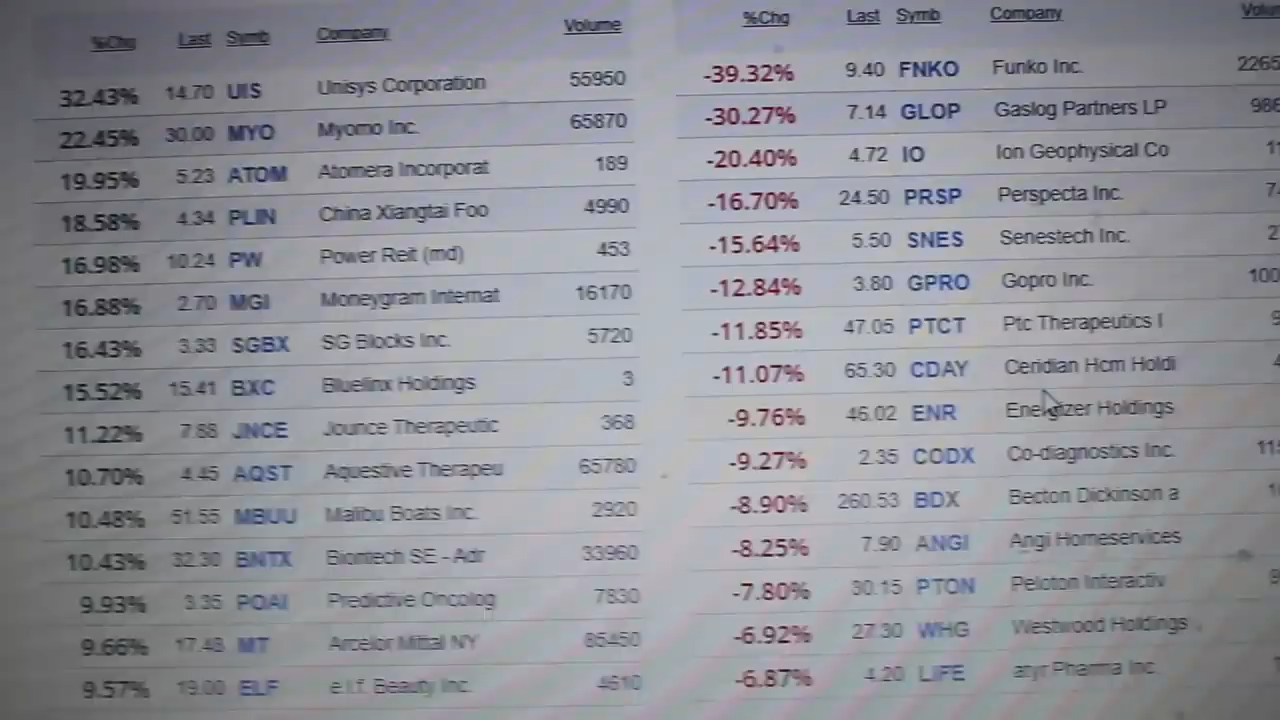 %Chg Last Symb Company Volume
32.43% 14.70 UIS Unisys Corporation 55950
22.45% 30.00 MYO Myomo Inc. 65870
19.95% 5.23 ATOM Atomera Incorporat 189
18.58% 4.34 PLIN China Xiangtai Foo 4990
16.98% 10.24 PW Power Reit (md) 453
16.88% 2.70 MGI Moneygram Internat 16170
16.43% 3.33 SGBX SG Blocks Inc. 5720
15.52% 15.41 BXC Bluelinx Holdings 3
11.22% 7.68 JNCE Jounce Therapeutic 368
10.70% 4.45 AQST Aquestive Therapeu 65780
10.48% 51.55 MBUU Malibu Boats Inc. 2920
10.43% 32.30 BNTX Biontech SE - Adr 33960
9.93% 3.35 POAI Predictive Oncolog 7830
9.66% 17.48 MT Arcelor Mittal NY 85450
9.57% 19.00 ELF e.l.f. Beauty Inc. 4610
%Chg Last Symb Company Volu
-39.32% 9.40 FNKO Funko Inc. 2265
-30.27% 7.14 GLOP Gaslog Partners LP 986
-20.40% 4.72 IO Ion Geophysical Co
-16.70% 24.50 PRSP Perspecta Inc.
-15.64% 5.50 SNES Senestech Inc.
-12.84% 3.80 GPRO Gopro Inc. 100
-11.85% 47.05 PTCT Ptc Therapeutics I
-11.07% 65.30 CDAY Ceridian Hcm Holdi
-9.76% 46.02 ENR Energizer Holdings
-9.27% 2.35 CODX Co-diagnostics Inc.
-8.90% 260.53 BDX Becton Dickinson a
-8.25% 7.90 ANGI Angi Homeservices
-7.80% 30.15 PTON Peloton Interactiv
-6.92% 27.30 WHG Westwood Holdings
-6.87% 4.20 LIFE atyr Pharma Inc